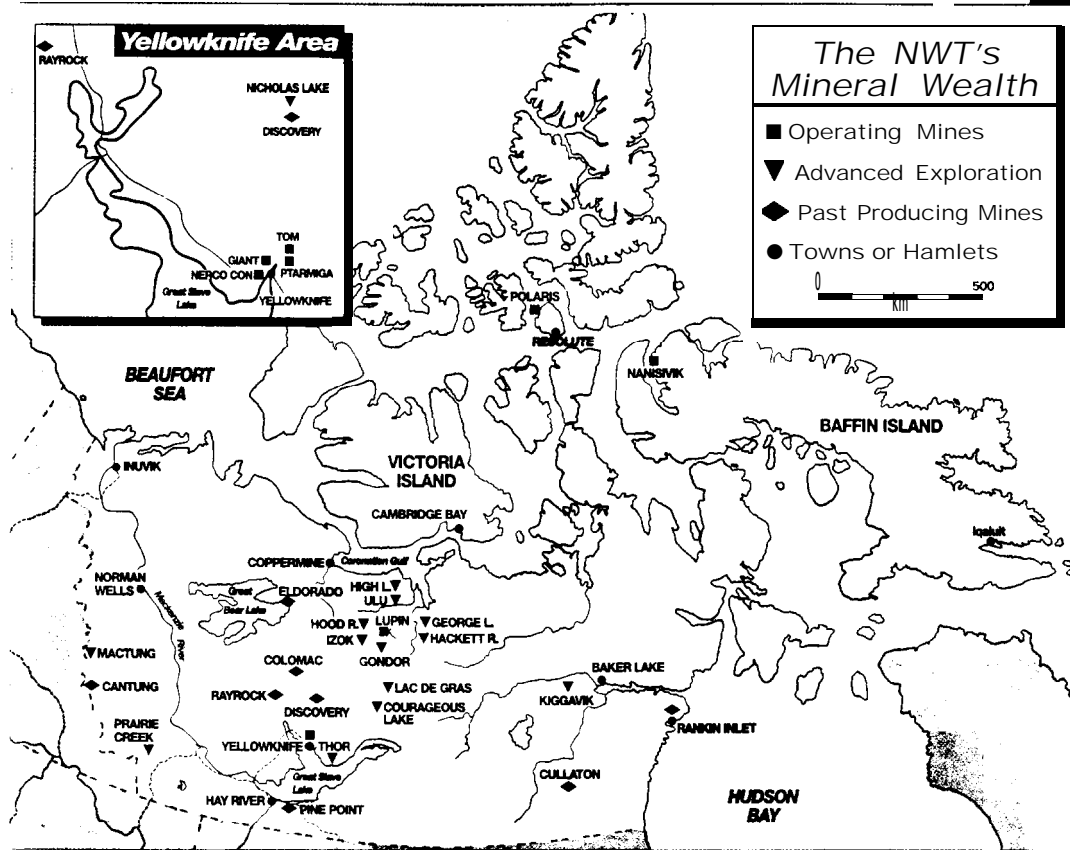 Yellowknife Area
RAYROCK
NICHOLAS LAKE
DISCOVERY
TOM
GIANT
NERCO CON
PTARMIGA
YELLOWKNIFE
Great Slave
Lake
The NWT's
Mineral Wealth
Operating Mines
Advanced Exploration
Past Producing Mines
Towns or Hamlets
0
500
km
POLARIS
RESOLUTE
NANISIVIK
BEAUFORT
SEA
BAFFIN ISLAND
INUVIK
VICTORIA
ISLAND
CAMBRIDGE BAY
Iqaluit
COPPERMINE
Coronation Gulf
NORMAN
WELLS
Mackenzie River
Great
Bear Lake
ELDORADO
HIGH L.
ULU
HOOD R.
LUPIN
GEORGE L.
IZOK
HACKETT R.
GONDOR
MACTUNG
COLOMAC
BAKER LAKE
CANTUNG
RAYROCK
LAC DE GRAS
KIGGAVIK
DISCOVERY
COURAGEOUS
LAKE
PRAIRIE
CREEK
RANKIN INLET
YELLOWKNIFE
THOR
Great Slave
Lake
CULLATON
HAY RIVER
PINE POINT
HUDSON
BAY